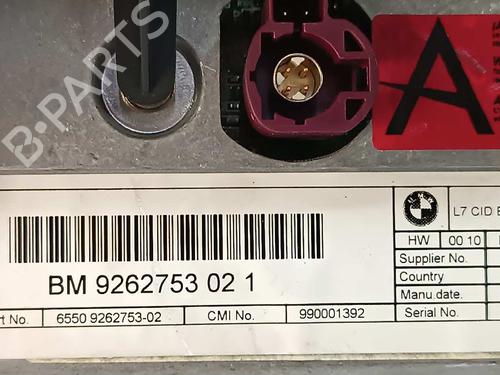 B-PARTS
A
L7 CID
HW 00 10
BM 9262753 02 1
Supplier No.
Country
Manu.date.
rt No. 6550 9262753-02 CMI No. 990001392 Serial No.